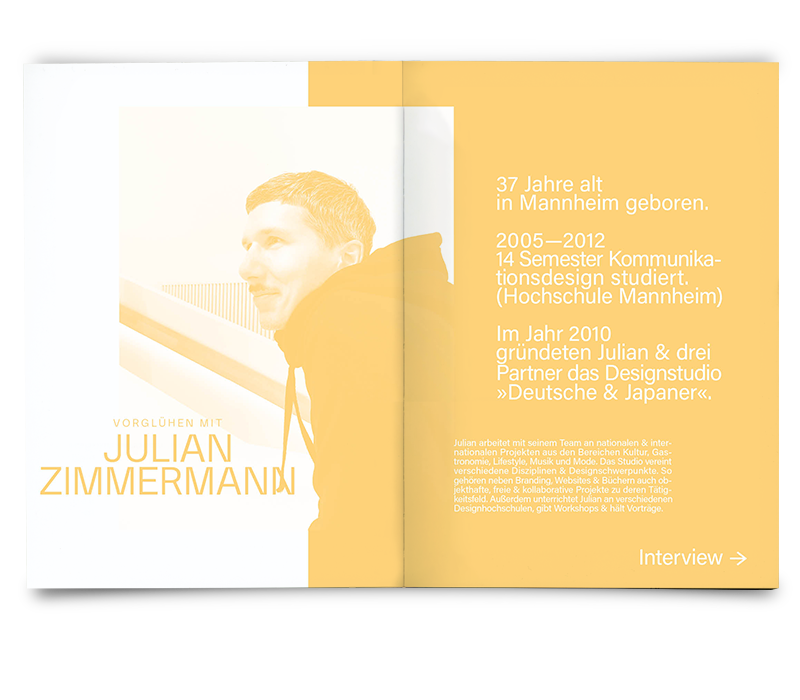 VORGLÜHEN MIT
JULIAN
ZIMMERMANN
37 Jahre alt
in Mannheim geboren.
2005—2012
14 Semester Kommunika-
tionsdesign studiert.
(Hochschule Mannheim)
Im Jahr 2010
gründeten Julian & drei
Partner das Designstudio
»Deutsche & Japaner«.
Julian arbeitet mit seinem Team an nationalen & inter-
nationalen Projekten aus den Bereichen Kultur, Gas-
tronomie, Lifestyle, Musik und Mode. Das Studio vereint
verschiedene Disziplinen & Designschwerpunkte. So
gehören neben Branding, Websites & Büchern auch ob-
jekthafte, freie & kollaborative Projekte zu deren Tätig-
keitsfeld. Außerdem unterrichtet Julian an verschiedenen
Designhochschulen, gibt Workshops & hält Vorträge.
Interview →